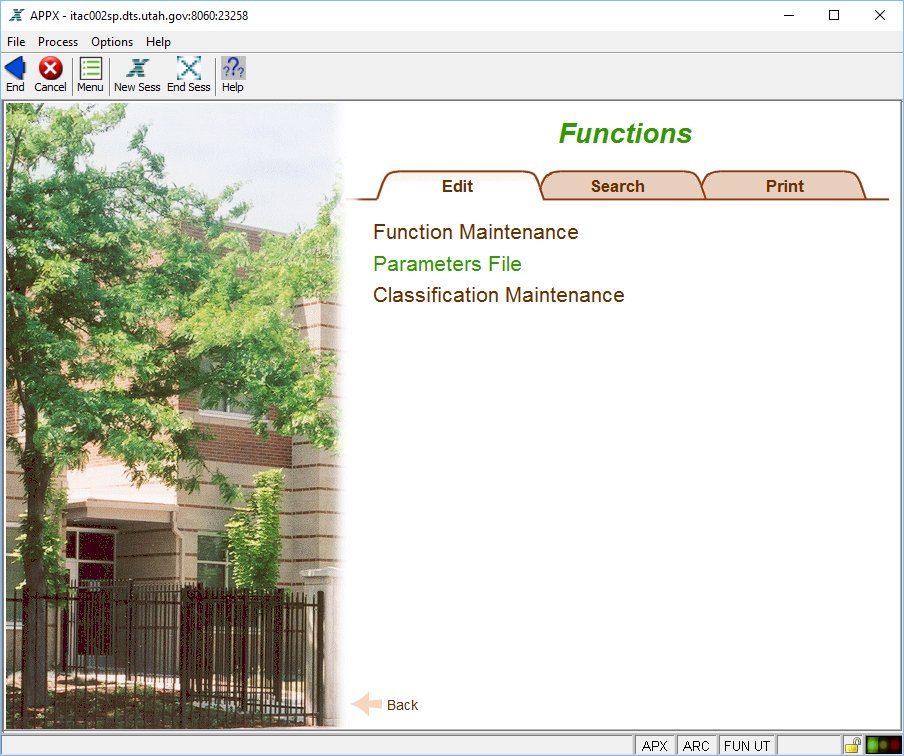 APPX - itac002sp.dts.utah.gov:8060:23258
File Process Options Help
End Cancel Menu New Sess End Sess Help
Functions
Edit Search Print
Function Maintenance
Parameters File
Classification Maintenance
Back
APX ARC FUN UT